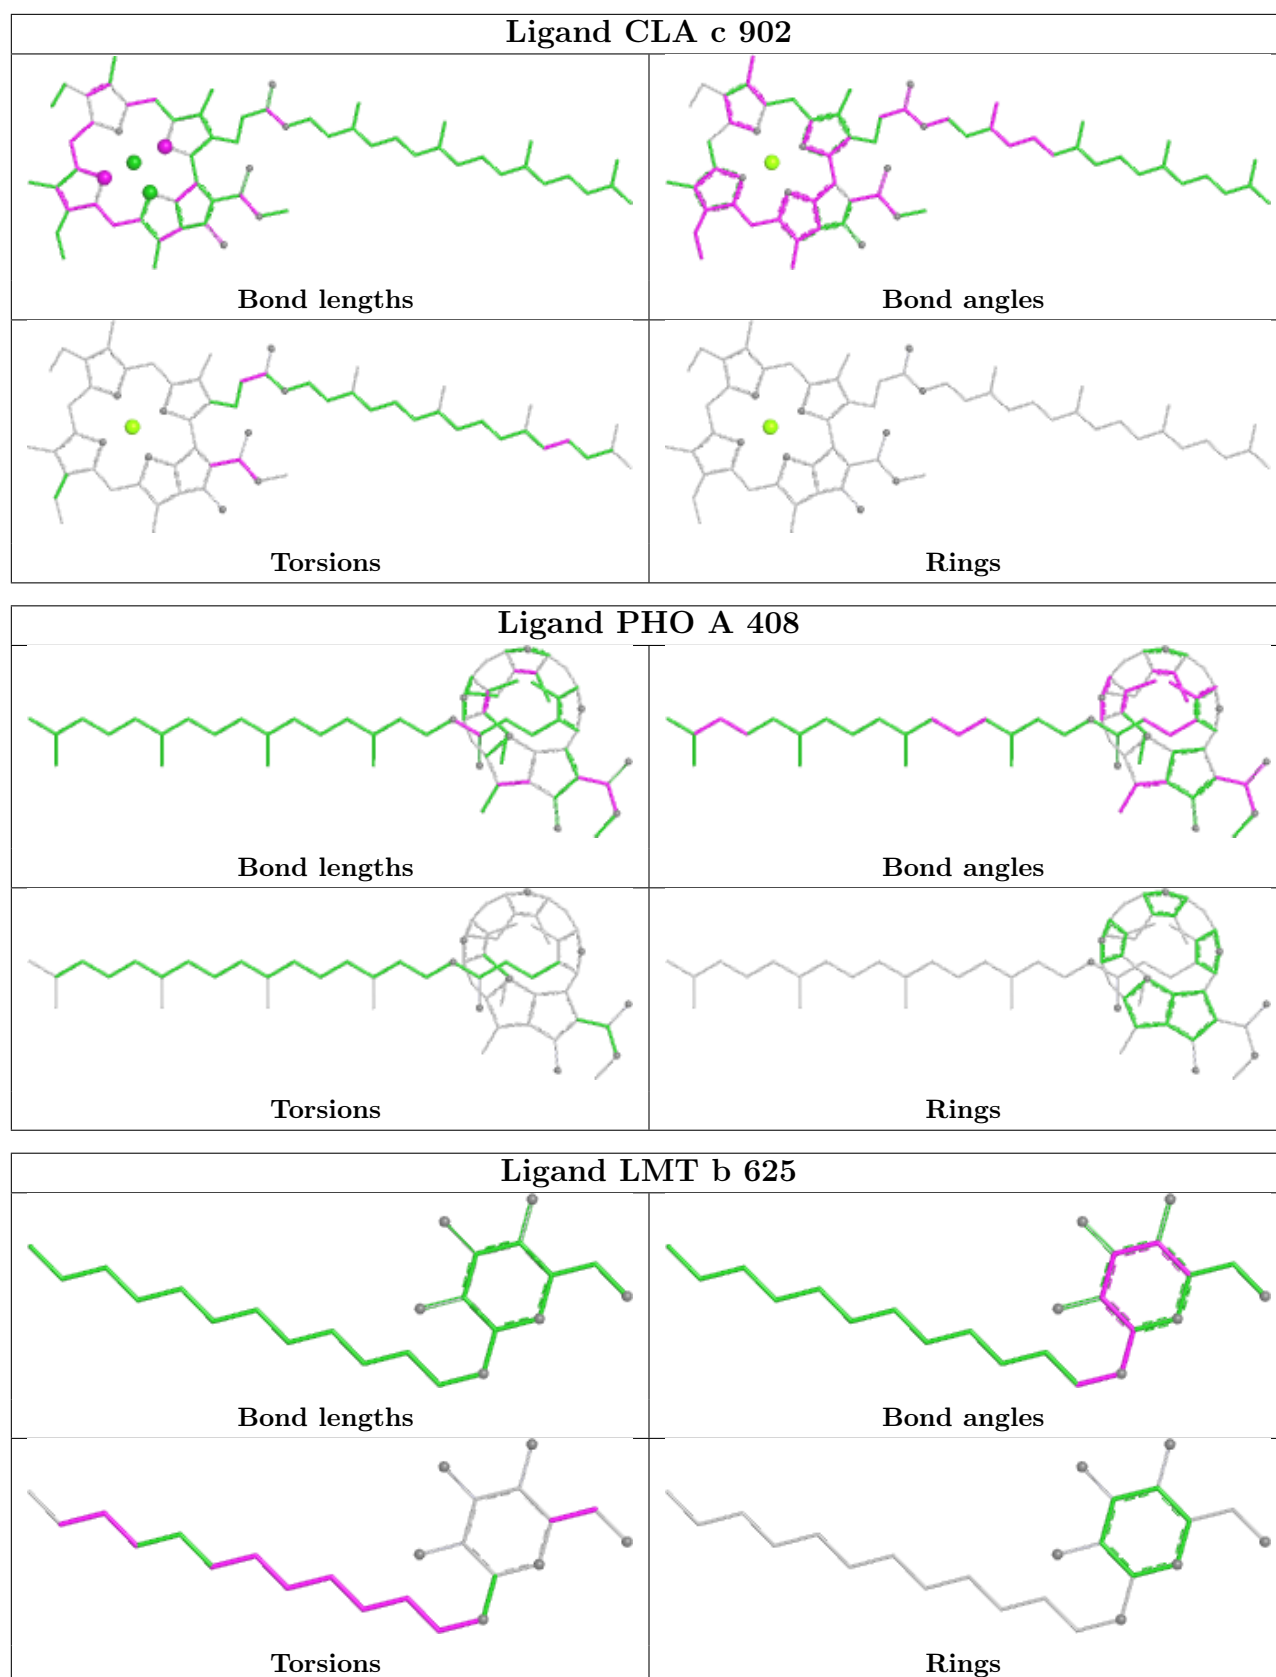 Ligand CLA c 902
Bond lengths
Bond angles
Torsions
Rings
Ligand PHO A 408
Bond lengths
Bond angles
Torsions
Rings
Ligand LMT b 625
Bond lengths
Bond angles
Torsions
Rings